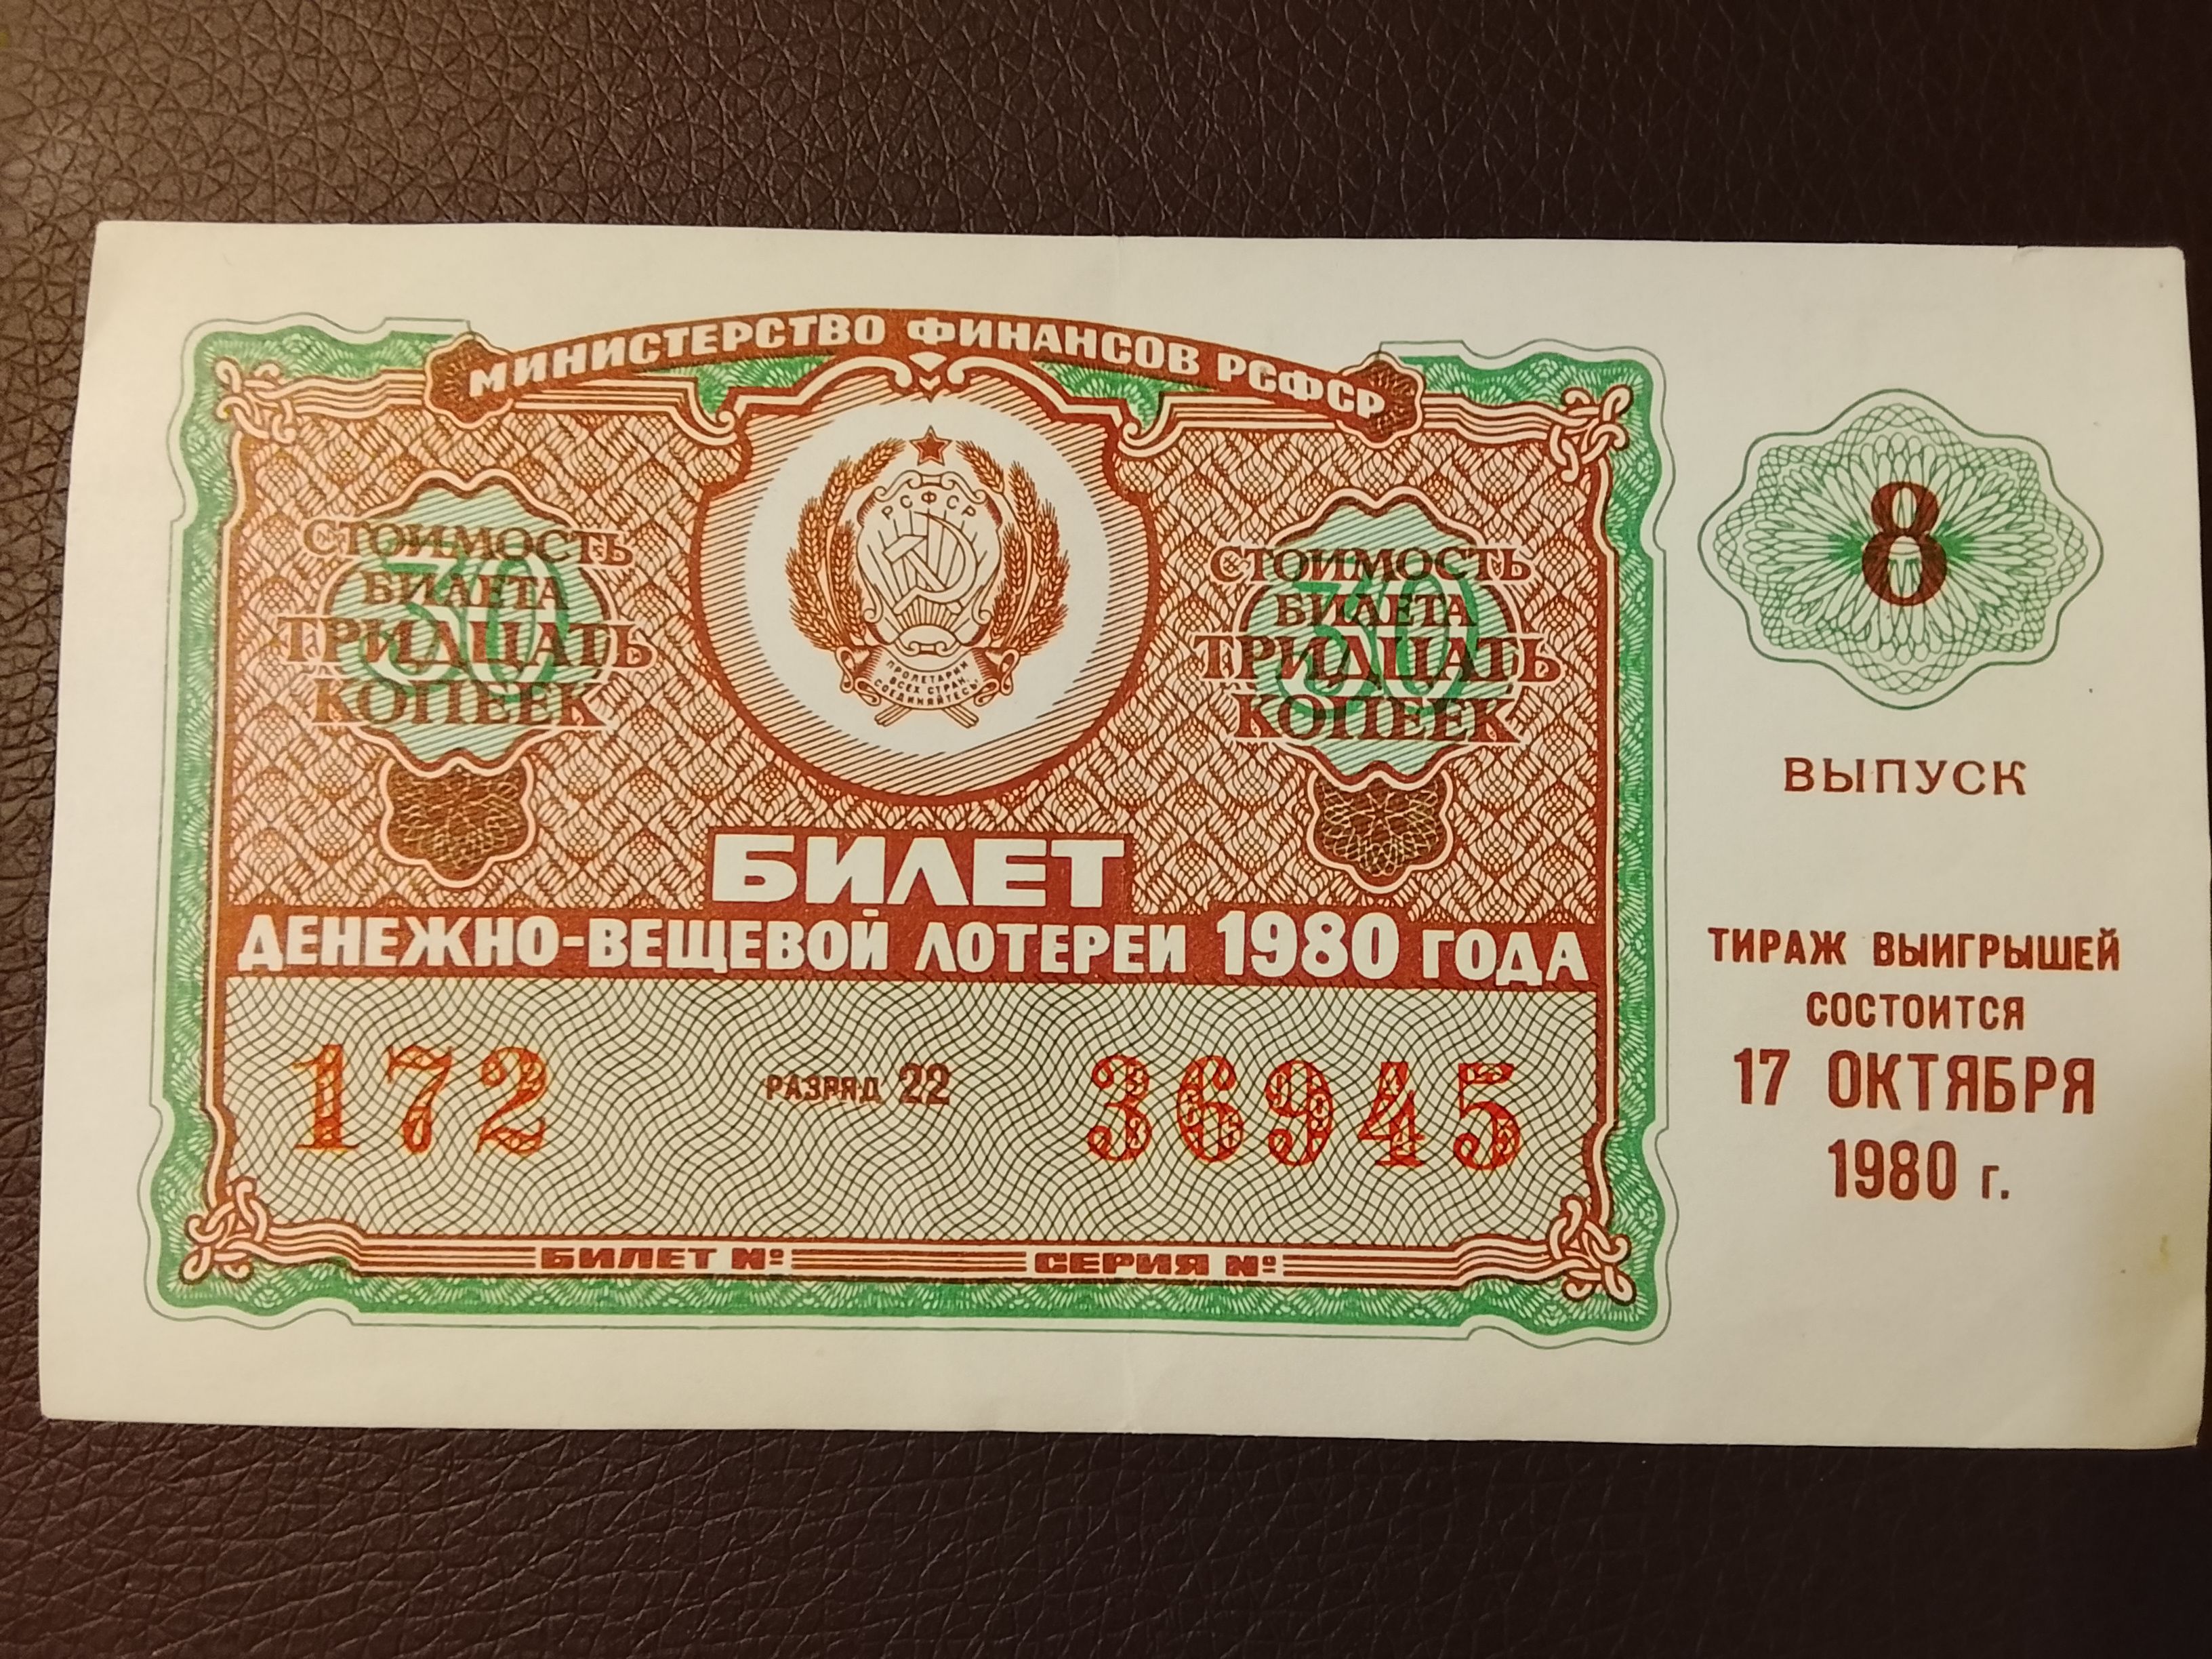 МИНИСТЕРСТВО ФИНАНСОВ РСФСР
РСФСР
ПРОЛЕТАРИИ
ВСЕХ СТРАН,
СОЕДИНЯЙТЕСЬ!
30
СТОИМОСТЬ
БИЛЕТА
ТРИДЦАТЬ
КОПЕЕК
30
СТОИМОСТЬ
БИЛЕТА
ТРИДЦАТЬ
КОПЕЕК
БИЛЕТ
ДЕНЕЖНО-ВЕЩЕВОЙ ЛОТЕРЕИ 1980 ГОДА
172 РАЗРЯД 22 36945
БИЛЕТ № СЕРИЯ №
8
ВЫПУСК
ТИРАЖ ВЫИГРЫШЕЙ
СОСТОИТСЯ
17 ОКТЯБРЯ
1980 г.